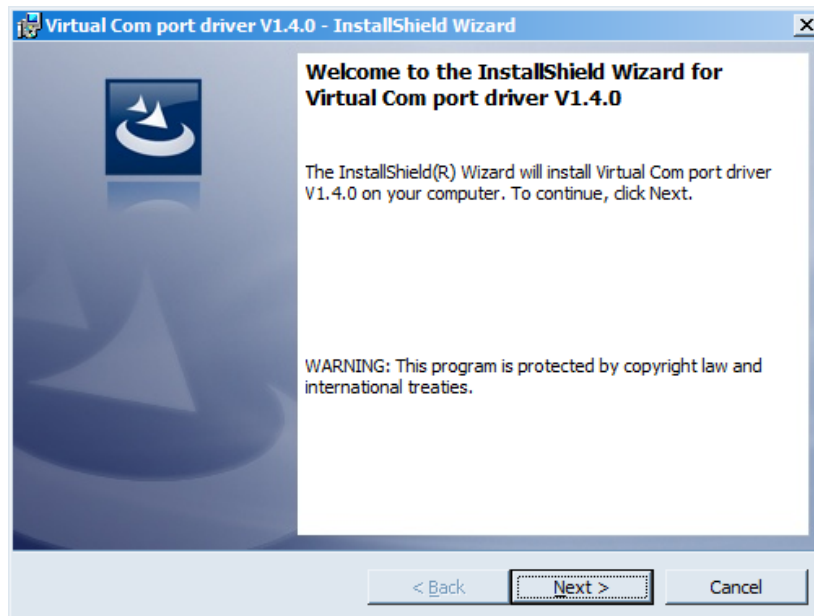 Virtual Com port driver V1.4.0 - InstallShield Wizard
Welcome to the InstallShield Wizard for
Virtual Com port driver V1.4.0
The InstallShield(R) Wizard will install Virtual Com port driver
V1.4.0 on your computer. To continue, click Next.
WARNING: This program is protected by copyright law and
international treaties.
< Back
Next >
Cancel